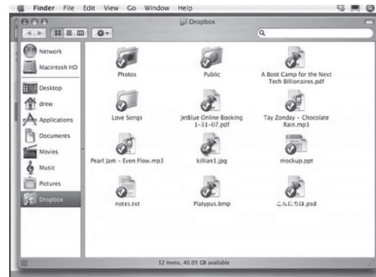 Finder File Edit View Go Window Help
Dropbox
Network
Macintosh HD
Desktop
drew
Applications
Documents
Movies
Music
Pictures
Dropbox
Photos
Public
A Boot Camp for the Next
Tech Billionaires.pdf
Love Songs
JetBlue Online Booking
1-31-07.pdf
Tay Zonday - Chocolate
Rain.mp3
Pearl Jam - Even Flow.mp3
killian1.jpg
mockup.ppt
notes.txt
Platypus.bmp
こんにちは.psd
12 items, 40.05 GB available